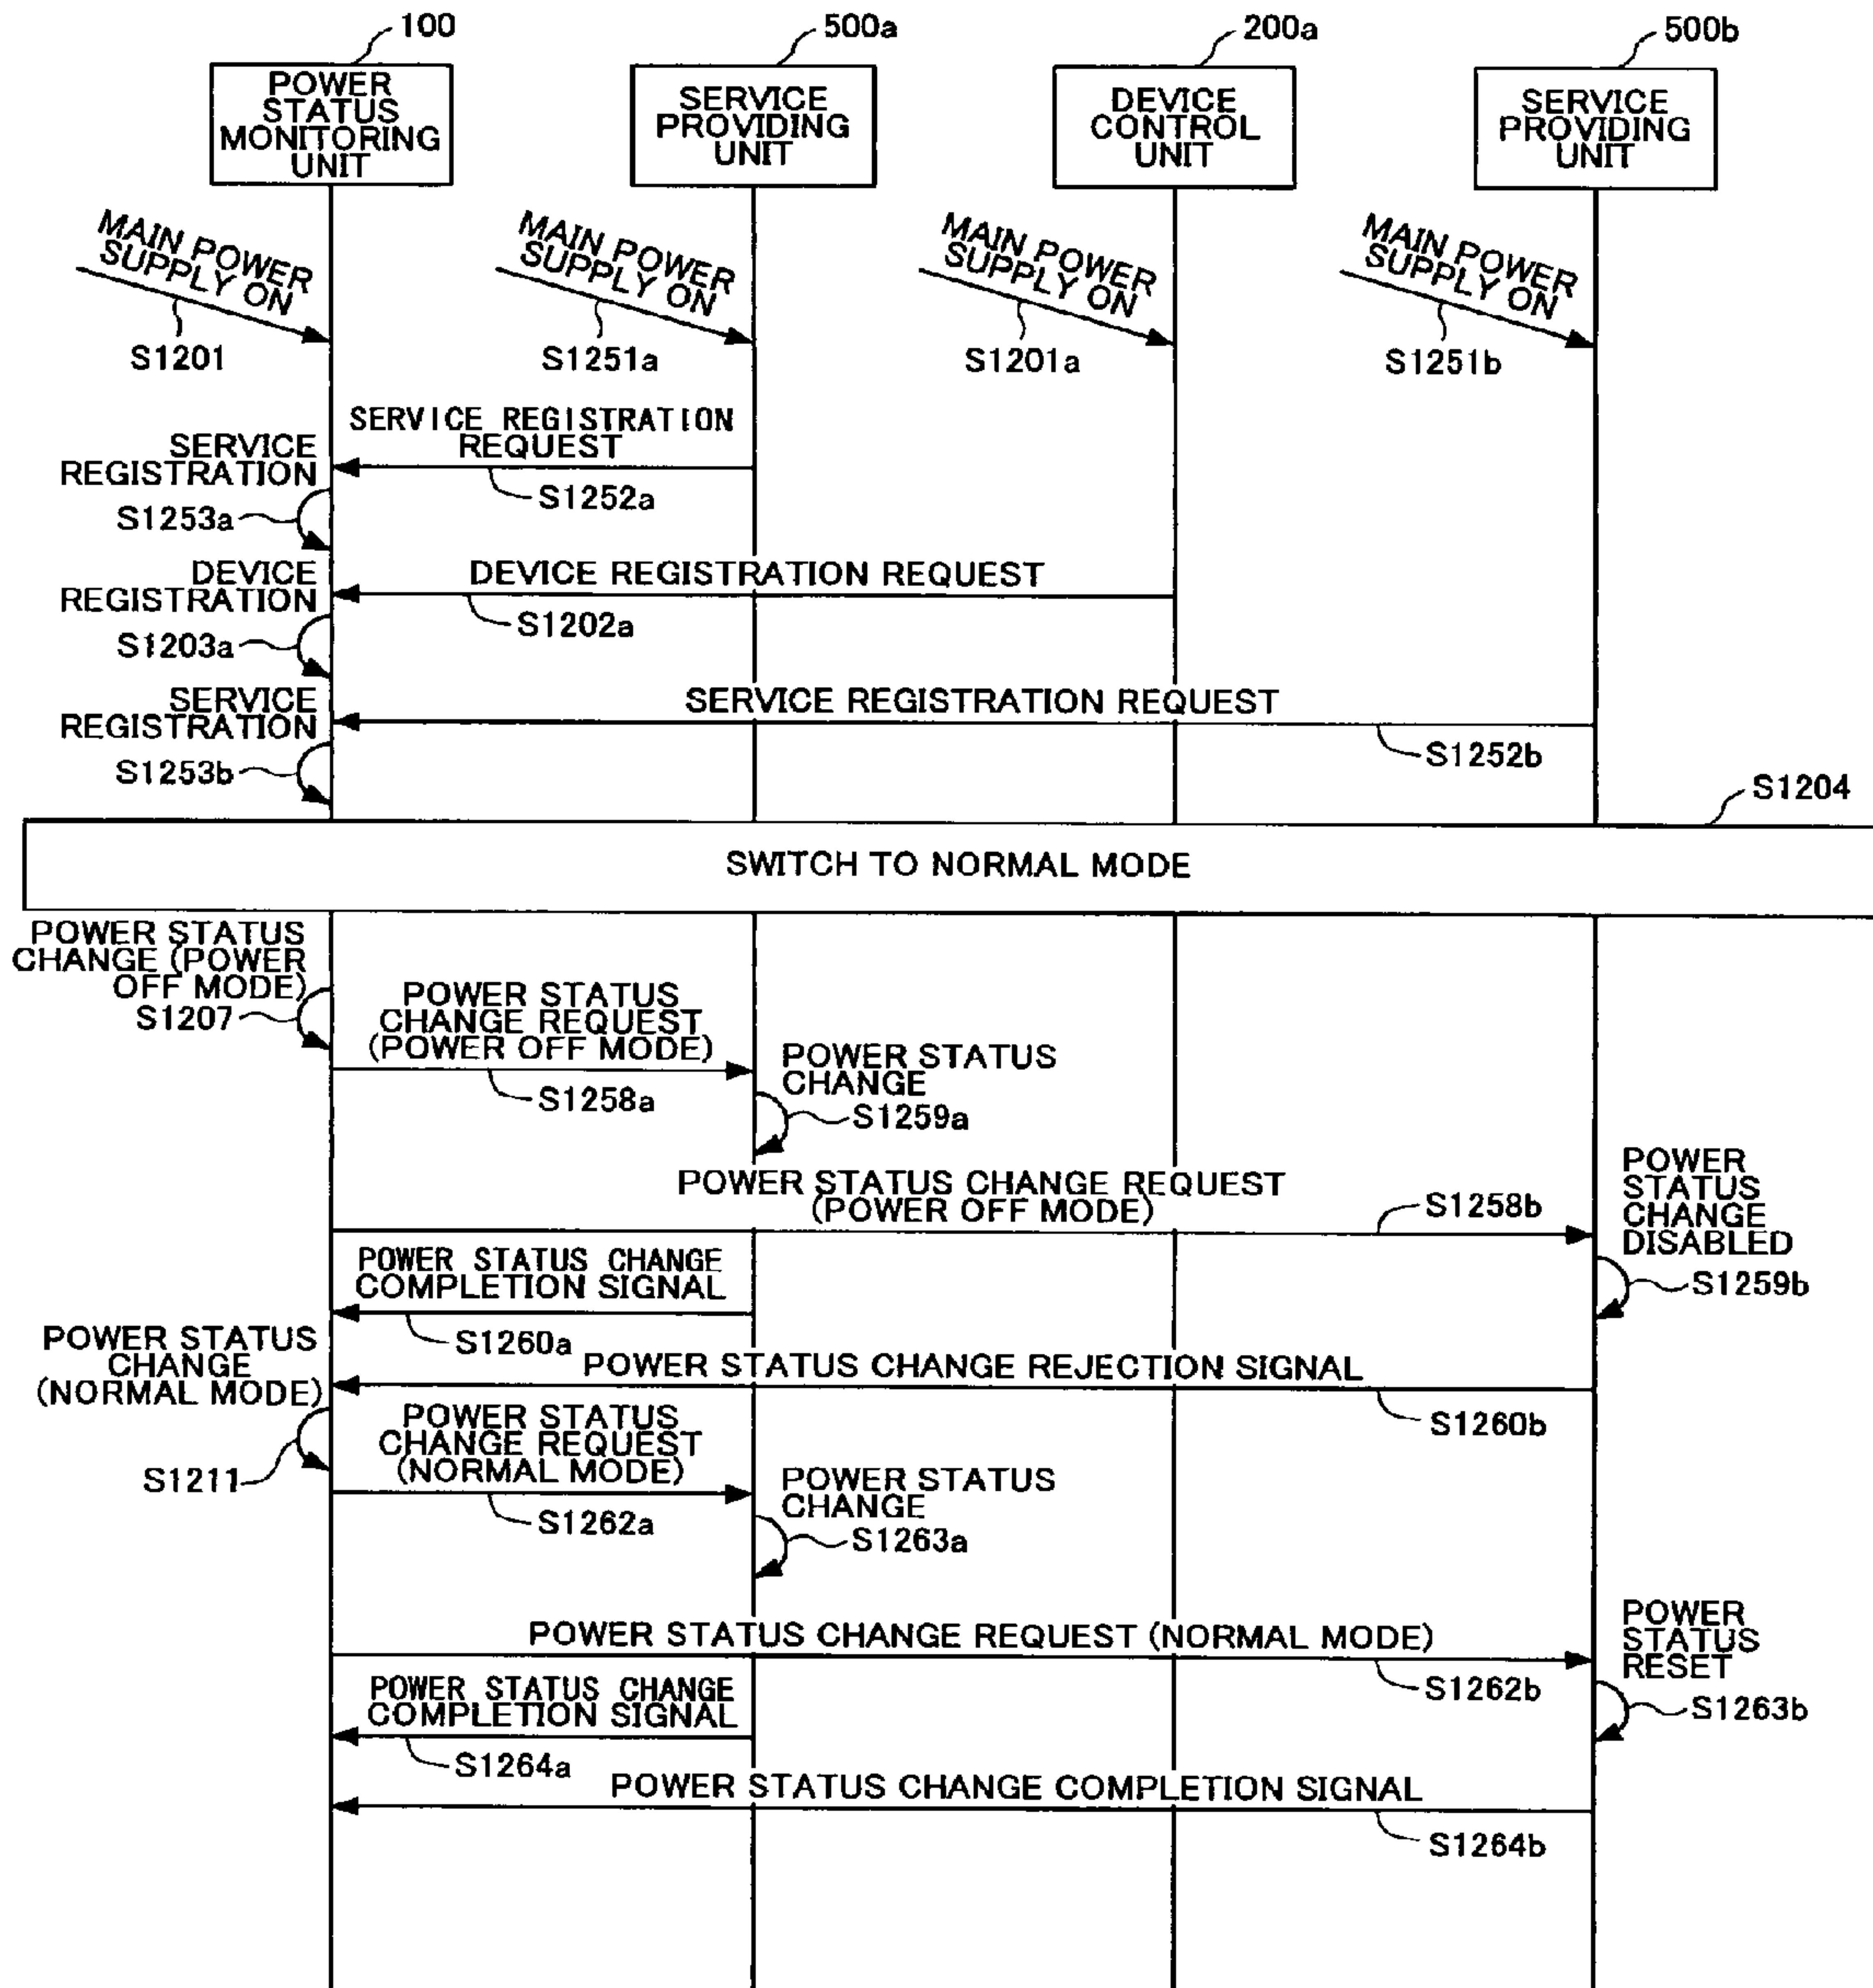 100
500a
200a
500b
POWER
STATUS
MONITORING
UNIT
SERVICE
PROVIDING
UNIT
DEVICE
CONTROL
UNIT
SERVICE
PROVIDING
UNIT
MAIN POWER
SUPPLY ON
S1201
MAIN POWER
SUPPLY ON
S1251a
MAIN POWER
SUPPLY ON
S1201a
MAIN POWER
SUPPLY ON
S1251b
SERVICE REGISTRATION
REQUEST
S1252a
SERVICE
REGISTRATION
S1253a
DEVICE REGISTRATION REQUEST
S1202a
DEVICE
REGISTRATION
S1203a
SERVICE REGISTRATION REQUEST
S1252b
SERVICE
REGISTRATION
S1253b
S1204
SWITCH TO NORMAL MODE
POWER STATUS
CHANGE (POWER
OFF MODE)
S1207
POWER STATUS
CHANGE REQUEST
(POWER OFF MODE)
S1258a
POWER STATUS
CHANGE
S1259a
POWER STATUS CHANGE REQUEST
(POWER OFF MODE)
S1258b
POWER
STATUS
CHANGE
DISABLED
S1259b
POWER STATUS CHANGE
COMPLETION SIGNAL
S1260a
POWER STATUS CHANGE REJECTION SIGNAL
S1260b
POWER STATUS
CHANGE
(NORMAL MODE)
S1211
POWER STATUS
CHANGE REQUEST
(NORMAL MODE)
S1262a
POWER STATUS
CHANGE
S1263a
POWER STATUS CHANGE REQUEST (NORMAL MODE)
S1262b
POWER
STATUS
RESET
S1263b
POWER STATUS CHANGE
COMPLETION SIGNAL
S1264a
POWER STATUS CHANGE COMPLETION SIGNAL
S1264b